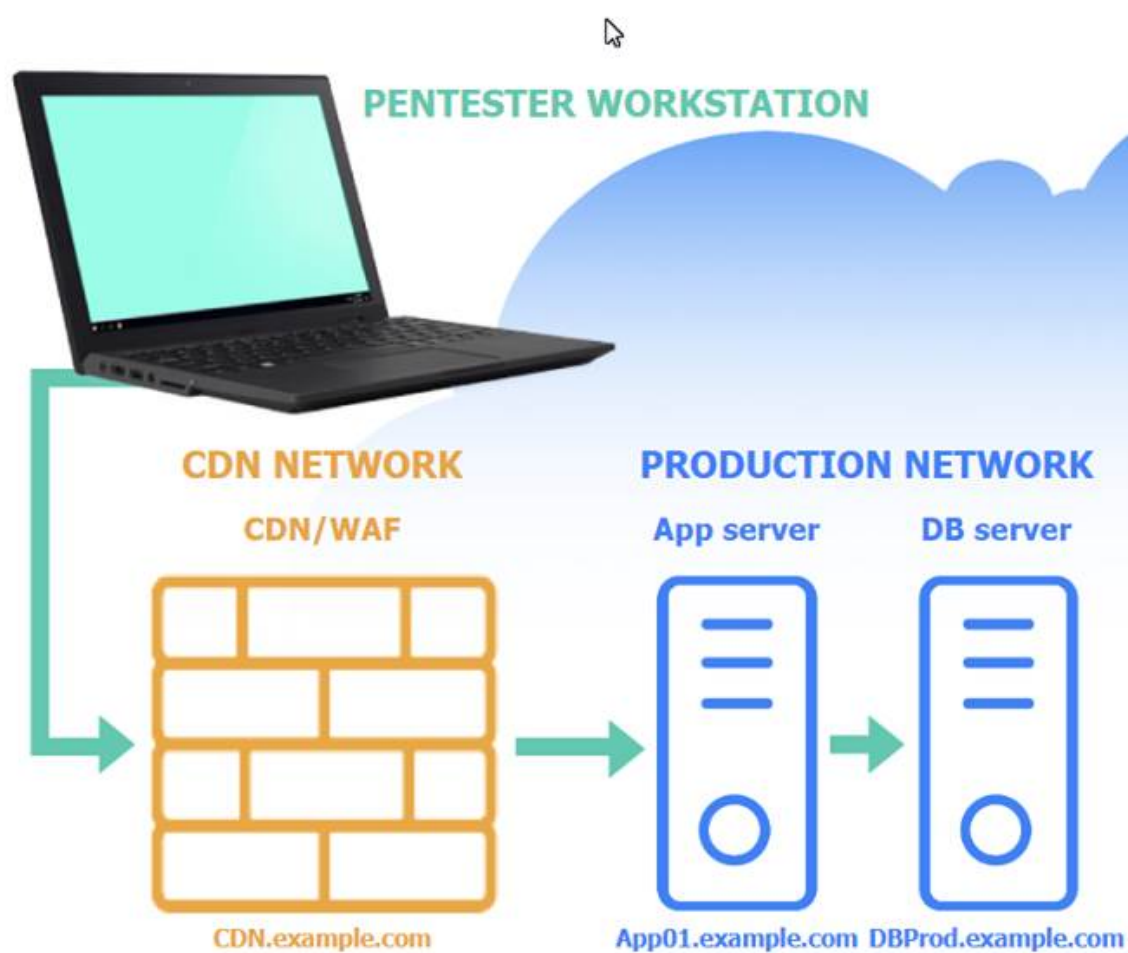 PENTESTER WORKSTATION
CDN NETWORK
PRODUCTION NETWORK
CDN/WAF
App server
DB server
CDN.example.com
App01.example.com
DBProd.example.com